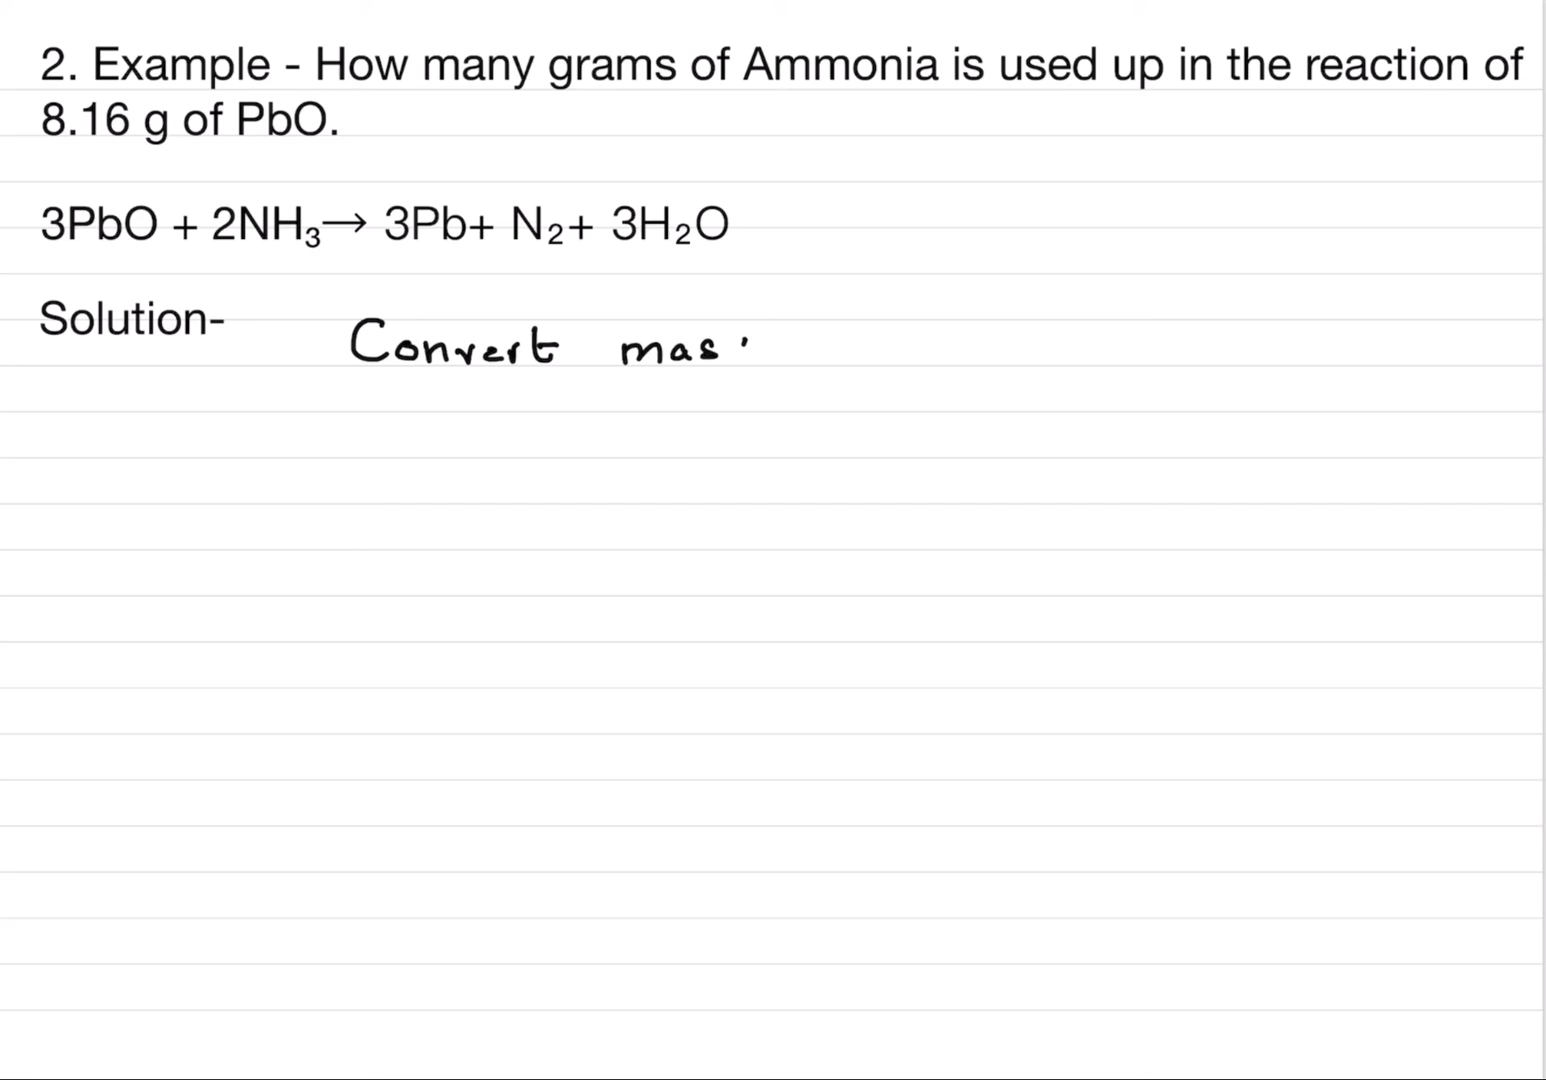 2. Example - How many grams of Ammonia is used up in the reaction of
8.16 g of PbO.
3PbO + 2NH₃→ 3Pb+ N₂+ 3H₂O
Solution-
Convert mas